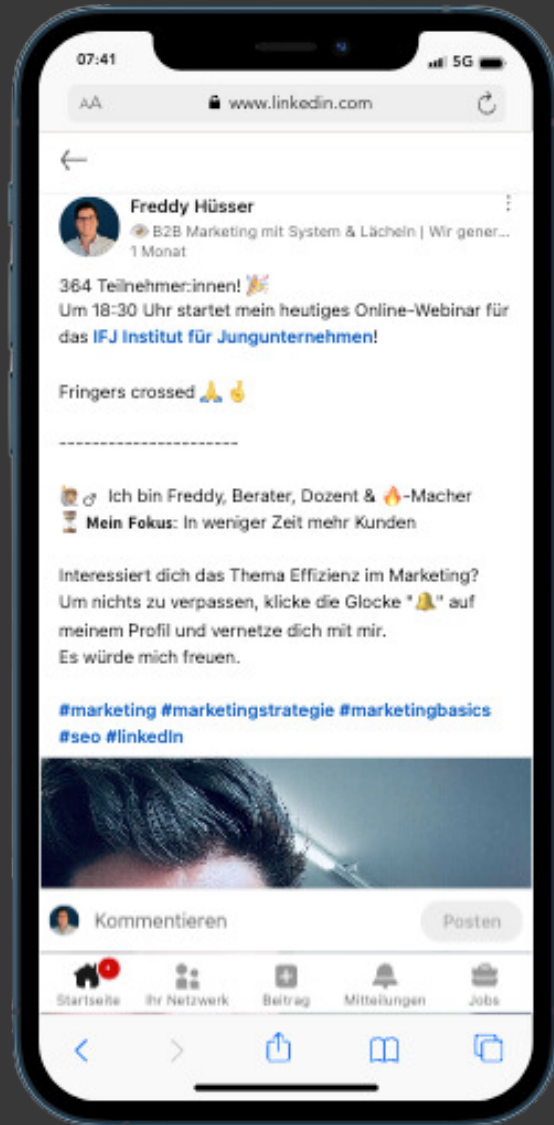 07:41
5G
AA
www.linkedin.com
Freddy Hüsser
👁 B2B Marketing mit System & Lächeln | Wir gener...
1 Monat
364 Teilnehmer:innen! 🎉
Um 18:30 Uhr startet mein heutiges Online-Webinar für
das IFJ Institut für Jungunternehmen!
Fringers crossed 🙏 🤞
----------------------
🙋🏽♂ Ich bin Freddy, Berater, Dozent & 🔥-Macher
⏳ Mein Fokus: In weniger Zeit mehr Kunden
Interessiert dich das Thema Effizienz im Marketing?
Um nichts zu verpassen, klicke die Glocke "🔔" auf
meinem Profil und vernetze dich mit mir.
Es würde mich freuen.
#marketing #marketingstrategie #marketingbasics
#seo #linkedIn
Kommentieren
Posten
4
Startseite
Ihr Netzwerk
Beitrag
Mitteilungen
Jobs